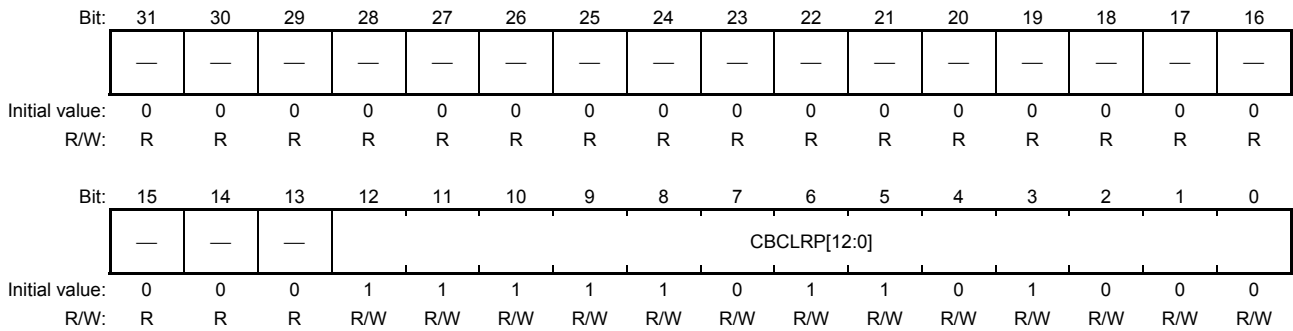 Bit: 31 30 29 28 27 26 25 24 23 22 21 20 19 18 17 16
— — — — — — — — — — — — — — — —
Initial value: 0 0 0 0 0 0 0 0 0 0 0 0 0 0 0 0
R/W: R R R R R R R R R R R R R R R R
Bit: 15 14 13 12 11 10 9 8 7 6 5 4 3 2 1 0
— — — CBCLRP[12:0]
Initial value: 0 0 0 1 1 1 1 1 0 1 1 0 1 0 0 0
R/W: R R R R/W R/W R/W R/W R/W R/W R/W R/W R/W R/W R/W R/W R/W